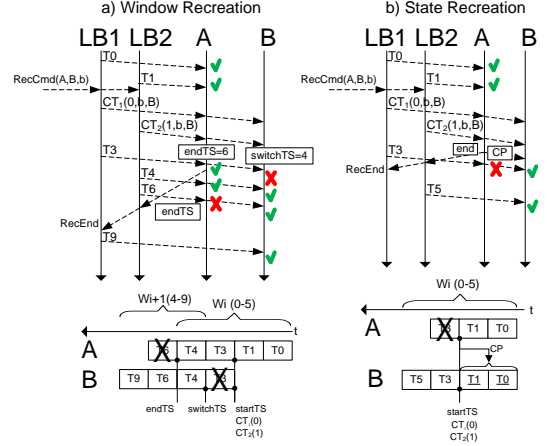 a) Window Recreation
LB1 LB2 A B
T0
RecCmd(A,B,b)
T1
CT1(0,b,B)
CT2(1,b,B)
T3
endTS=6
switchTS=4
T4
T6
endTS
RecEnd
T9
Wi+1(4-9)
Wi (0-5)
t
A T6 T4 T3 T1 T0
B T9 T6 T4 T3
endTS switchTS startTS
CT1(0)
CT2(1)
b) State Recreation
LB1 LB2 A B
T0
RecCmd(A,B,b)
T1
CT1(0,b,B)
CT2(1,b,B)
T3
end
CP
RecEnd
T5
Wi (0-5)
t
A T3 T1 T0
CP
B T5 T3 T1 T0
startTS
CT1(0)
CT2(1)